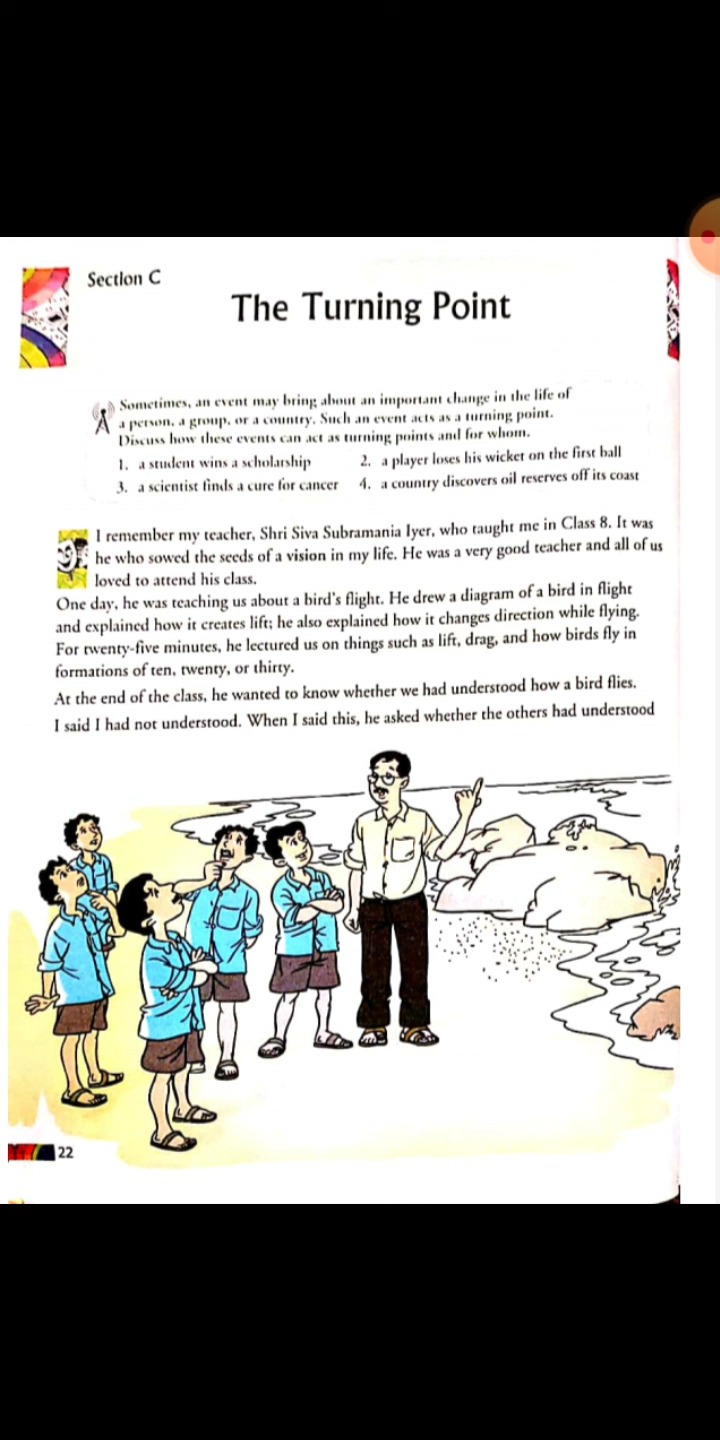 Section C
The Turning Point
Sometimes, an event may bring about an important change in the life of
a person, a group, or a country. Such an event acts as a turning point.
Discuss how these events can act as turning points and for whom.
1. a student wins a scholarship 2. a player loses his wicket on the first ball
3. a scientist finds a cure for cancer 4. a country discovers oil reserves off its coast
I remember my teacher, Shri Siva Subramania Iyer, who taught me in Class 8. It was
he who sowed the seeds of a vision in my life. He was a very good teacher and all of us
loved to attend his class.
One day, he was teaching us about a bird's flight. He drew a diagram of a bird in flight
and explained how it creates lift; he also explained how it changes direction while flying.
For twenty-five minutes, he lectured us on things such as lift, drag, and how birds fly in
formations of ten, twenty, or thirty.
At the end of the class, he wanted to know whether we had understood how a bird flies.
I said I had not understood. When I said this, he asked whether the others had understood
22